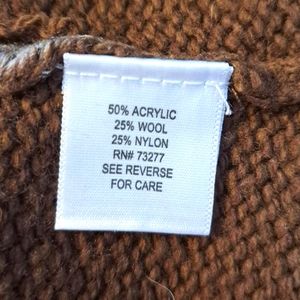 50% ACRYLIC
25% WOOL
25% NYLON
RN# 73277
SEE REVERSE
FOR CARE